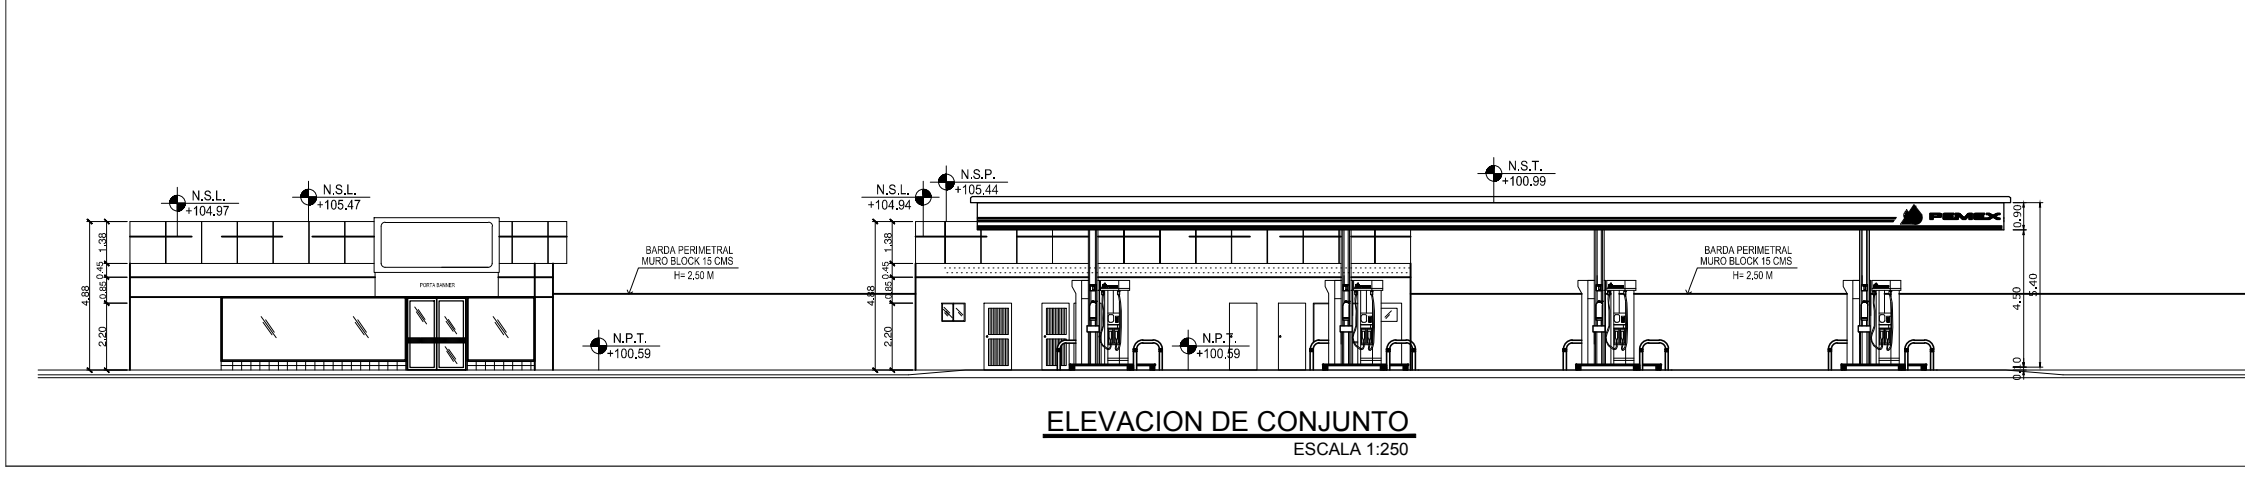 N.S.L.
+104.97
N.S.L.
+105.47
N.S.L.
+104.94
N.S.P.
+105.44
N.S.T.
+100.99
PEMEX
0.90
4.50
5.40
0.10
4.88
1.38
0.45
0.85
2.20
PORTA BANNER
BARDA PERIMETRAL
MURO BLOCK 15 CMS
H= 2,50 M
N.P.T.
+100.59
4.88
1.38
0.45
0.85
2.20
N.P.T.
+100.59
BARDA PERIMETRAL
MURO BLOCK 15 CMS
H= 2,50 M
ELEVACION DE CONJUNTO
ESCALA 1:250